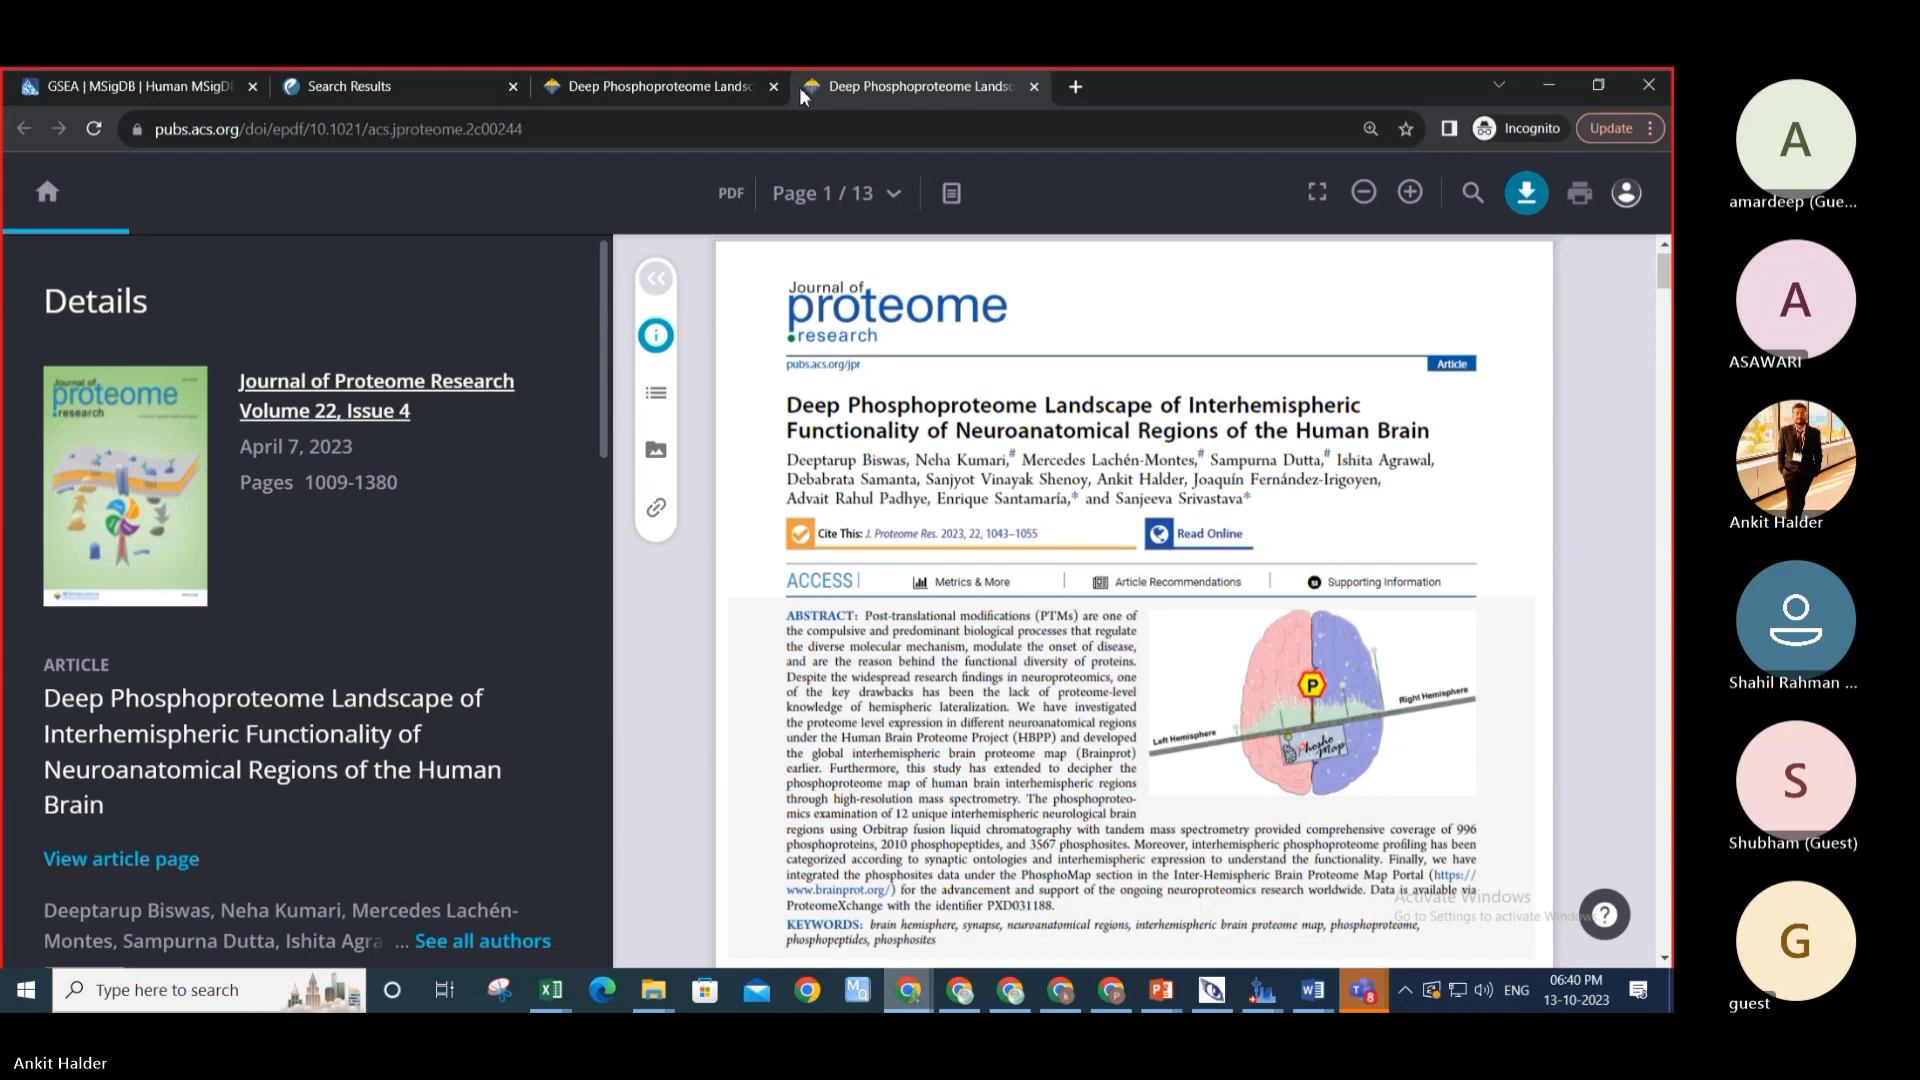 GSEA | MSigDB | Human MSigD
Search Results
Deep Phosphoproteome Landsc
Deep Phosphoproteome Landsc
pubs.acs.org/doi/epdf/10.1021/acs.jproteome.2c00244
Incognito
Update
PDF
Page 1 / 13
Details
Journal of
proteome
research
Journal of Proteome Research
Volume 22, Issue 4
April 7, 2023
Pages 1009-1380
ARTICLE
Deep Phosphoproteome Landscape of
Interhemispheric Functionality of
Neuroanatomical Regions of the Human
Brain
View article page
Deeptarup Biswas, Neha Kumari, Mercedes Lachén-
Montes, Sampurna Dutta, Ishita Agra ... See all authors
Journal of
proteome
research
pubs.acs.org/jpr
Article
Deep Phosphoproteome Landscape of Interhemispheric
Functionality of Neuroanatomical Regions of the Human Brain
Deeptarup Biswas, Neha Kumari,# Mercedes Lachén-Montes,# Sampurna Dutta,# Ishita Agrawal,
Debabrata Samanta, Sanjyot Vinayak Shenoy, Ankit Halder, Joaquín Fernández-Irigoyen,
Advait Rahul Padhye, Enrique Santamaría,* and Sanjeeva Srivastava*
Cite This: J. Proteome Res. 2023, 22, 1043–1055
Read Online
ACCESS
Metrics & More
Article Recommendations
Supporting Information
ABSTRACT: Post-translational modifications (PTMs) are one of
the compulsive and predominant biological processes that regulate
the diverse molecular mechanism, modulate the onset of disease,
and are the reason behind the functional diversity of proteins.
Despite the widespread research findings in neuroproteomics, one
of the key drawbacks has been the lack of proteome-level
knowledge of hemispheric lateralization. We have investigated
the proteome level expression in different neuroanatomical regions
under the Human Brain Proteome Project (HBPP) and developed
the global interhemispheric brain proteome map (Brainprot)
earlier. Furthermore, this study has extended to decipher the
phosphoproteome map of human brain interhemispheric regions
through high-resolution mass spectrometry. The phosphoproteo-
mics examination of 12 unique interhemispheric neurological brain
regions using Orbitrap fusion liquid chromatography with tandem mass spectrometry provided comprehensive coverage of 996
phosphoproteins, 2010 phosphopeptides, and 3567 phosphosites. Moreover, interhemispheric phosphoproteome profiling has been
categorized according to synaptic ontologies and interhemispheric expression to understand the functionality. Finally, we have
integrated the phosphosites data under the PhosphoMap section in the Inter-Hemispheric Brain Proteome Map Portal (https://
www.brainprot.org/) for the advancement and support of the ongoing neuroproteomics research worldwide. Data is available via
ProteomeXchange with the identifier PXD031188.
KEYWORDS: brain hemisphere, synapse, neuroanatomical regions, interhemispheric brain proteome map, phosphoproteome,
phosphopeptides, phosphosites
P
Left Hemisphere
Right Hemisphere
Phospho
Map
Activate Windows
Go to Settings to activate Windows
Type here to search
ENG
06:40 PM
13-10-2023
A
amardeep (Gue...
A
ASAWARI
Ankit Halder
Shahil Rahman ...
S
Shubham (Guest)
G
guest
Ankit Halder